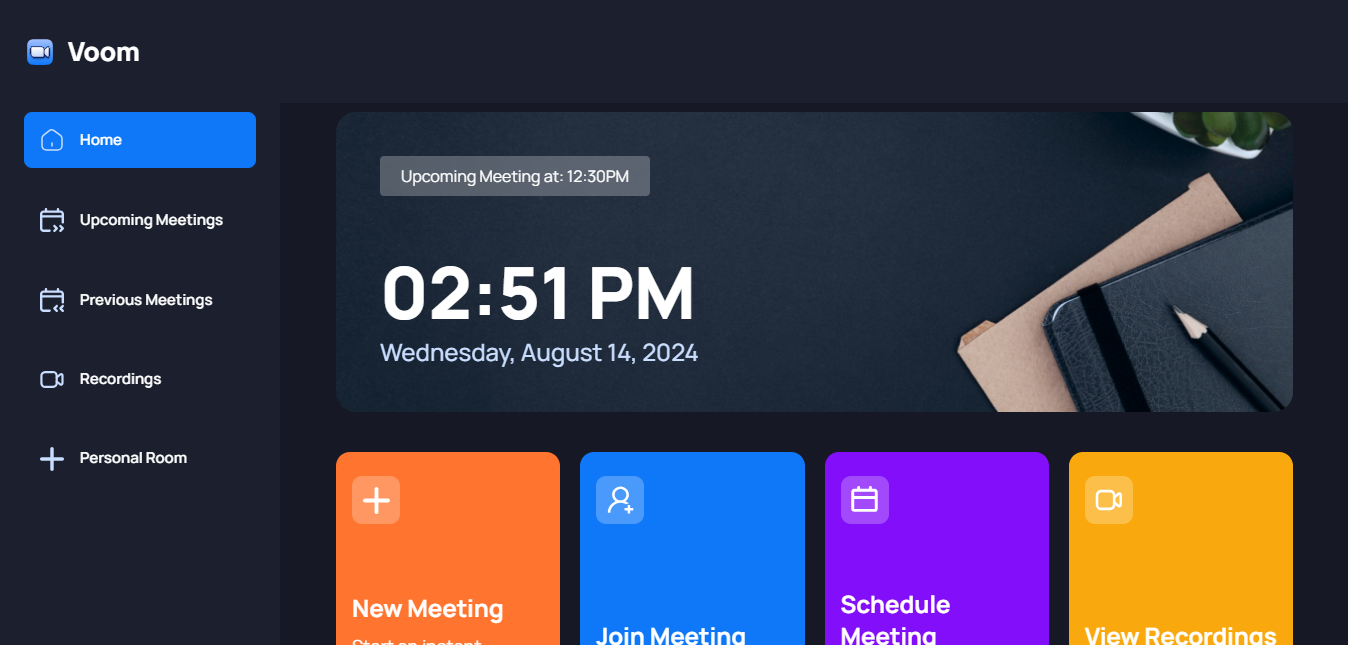 Voom
Home
Upcoming Meetings
Previous Meetings
Recordings
Personal Room
Upcoming Meeting at: 12:30PM
02:51 PM
Wednesday, August 14, 2024
New Meeting
Start an instant
Join Meeting
Schedule
Meeting
View Recordings